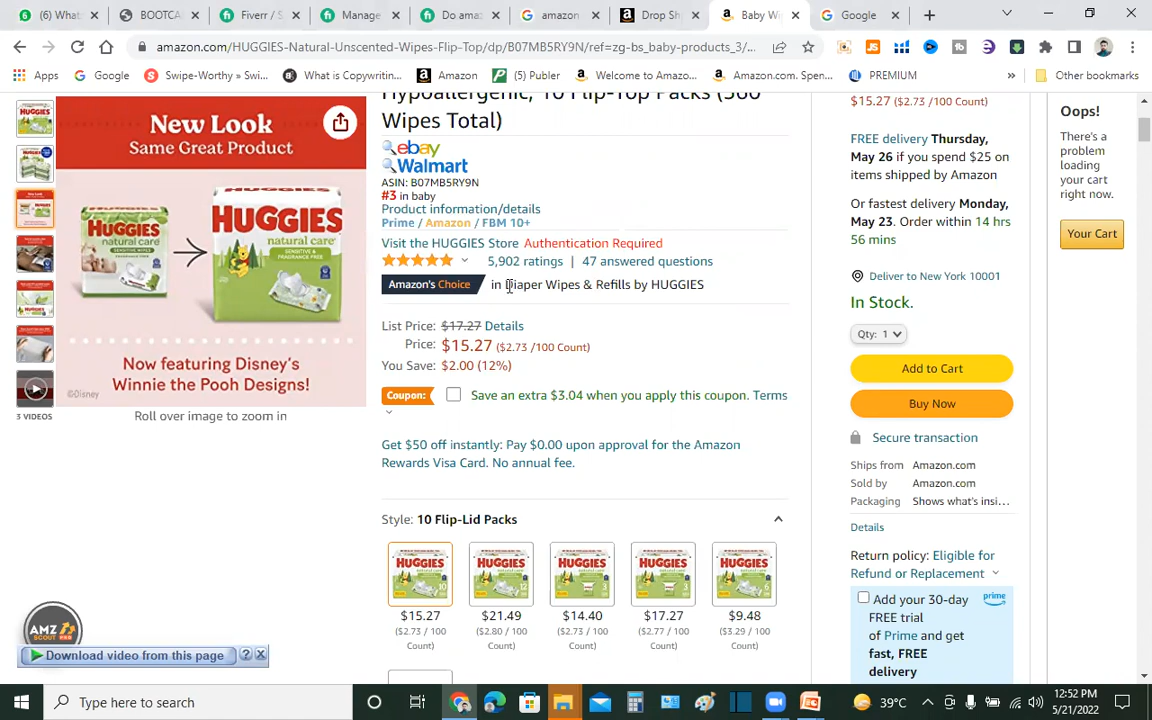 (6) Whats
BOOTCA
Fiverr / S
Manage
Do ama
amazon
Drop Sh
Baby Wi
Google
amazon.com/HUGGIES-Natural-Unscented-Wipes-Flip-Top/dp/B07MB5RY9N/ref=zg-bs_baby-products_3/...
Apps
Google
Swipe-Worthy » Swi...
What is Copywritin...
Amazon
(5) Publer
Welcome to Amazo...
Amazon.com. Spen...
PREMIUM
»
Other bookmarks
Hypoallergenic, 10 Flip-Top Packs (560
Wipes Total)
ebay
Walmart
ASIN: B07MB5RY9N
#3 in baby
Product information/details
Prime / Amazon / FBM 10+
Visit the HUGGIES Store Authentication Required
5,902 ratings | 47 answered questions
Amazon's Choice in Diaper Wipes & Refills by HUGGIES
List Price: $17.27 Details
Price: $15.27 ($2.73 /100 Count)
You Save: $2.00 (12%)
Coupon: Save an extra $3.04 when you apply this coupon. Terms
Get $50 off instantly: Pay $0.00 upon approval for the Amazon
Rewards Visa Card. No annual fee.
Style: 10 Flip-Lid Packs
$15.27
($2.73 / 100
Count)
$21.49
($2.80 / 100
Count)
$14.40
($2.73 / 100
Count)
$17.27
($2.77 / 100
Count)
$9.48
($3.29 / 100
Count)
New Look
Same Great Product
HUGGIES
natural care
HUGGIES
natural care
SENSITIVE &
FRAGRANCE FREE
Now featuring Disney's
Winnie the Pooh Designs!
©Disney
3 VIDEOS
Roll over image to zoom in
AMZ
SCOUT PRO
Download video from this page
$15.27 ($2.73 /100 Count)
FREE delivery Thursday,
May 26 if you spend $25 on
items shipped by Amazon
Or fastest delivery Monday,
May 23. Order within 14 hrs
56 mins
Deliver to New York 10001
In Stock.
Qty: 1
Add to Cart
Buy Now
Secure transaction
Ships from Amazon.com
Sold by Amazon.com
Packaging Shows what's insi...
Details
Return policy: Eligible for
Refund or Replacement
Add your 30-day
FREE trial
of Prime and get
fast, FREE
delivery
prime
Oops!
There's a
problem
loading
your cart
right now.
Your Cart
Type here to search
39°C
12:52 PM
5/21/2022